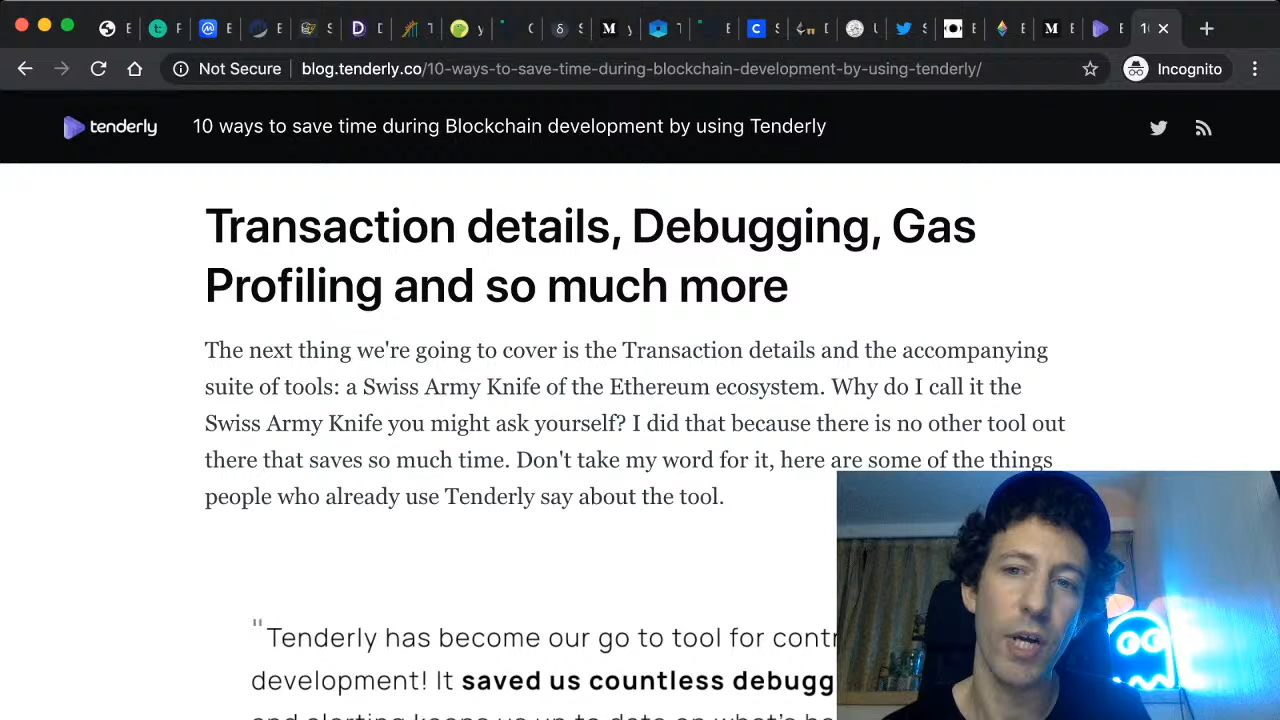 Not Secure blog.tenderly.co/10-ways-to-save-time-during-blockchain-development-by-using-tenderly/
Incognito
tenderly 10 ways to save time during Blockchain development by using Tenderly
Transaction details, Debugging, Gas
Profiling and so much more
The next thing we're going to cover is the Transaction details and the accompanying
suite of tools: a Swiss Army Knife of the Ethereum ecosystem. Why do I call it the
Swiss Army Knife you might ask yourself? I did that because there is no other tool out
there that saves so much time. Don't take my word for it, here are some of the things
people who already use Tenderly say about the tool.
"Tenderly has become our go to tool for contr
development! It saved us countless debugg